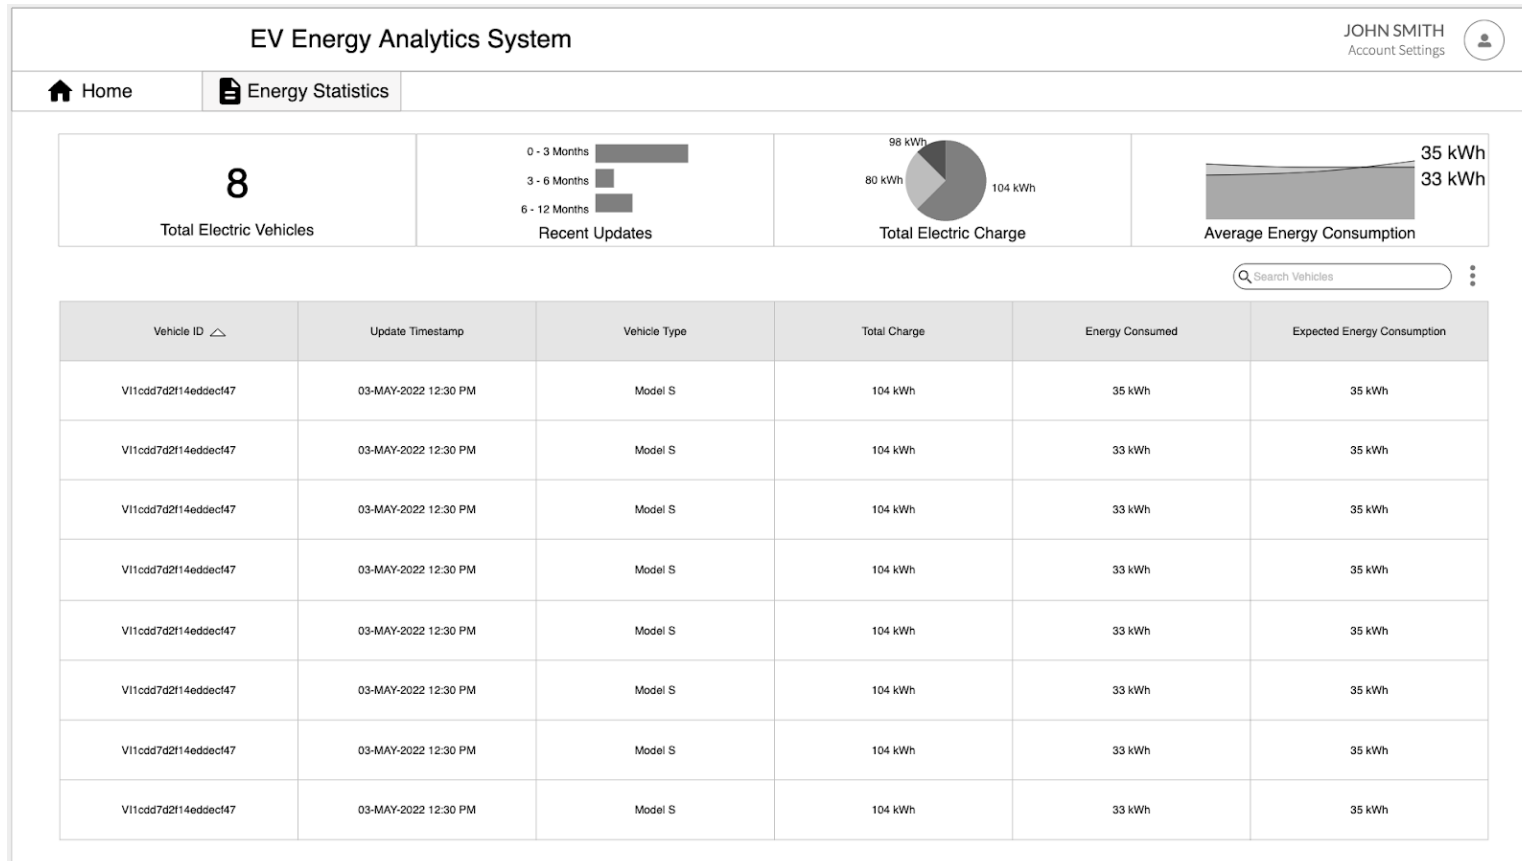 EV Energy Analytics System
JOHN SMITH
Account Settings
Home
Energy Statistics
8
Total Electric Vehicles
0 - 3 Months
3 - 6 Months
6 - 12 Months
Recent Updates
98 kWh
80 kWh
104 kWh
Total Electric Charge
35 kWh
33 kWh
Average Energy Consumption
Search Vehicles
Vehicle ID Update Timestamp Vehicle Type Total Charge Energy Consumed Expected Energy Consumption
VI1cdd7d2f14eddecf47 03-MAY-2022 12:30 PM Model S 104 kWh 35 kWh 35 kWh
VI1cdd7d2f14eddecf47 03-MAY-2022 12:30 PM Model S 104 kWh 33 kWh 35 kWh
VI1cdd7d2f14eddecf47 03-MAY-2022 12:30 PM Model S 104 kWh 33 kWh 35 kWh
VI1cdd7d2f14eddecf47 03-MAY-2022 12:30 PM Model S 104 kWh 33 kWh 35 kWh
VI1cdd7d2f14eddecf47 03-MAY-2022 12:30 PM Model S 104 kWh 33 kWh 35 kWh
VI1cdd7d2f14eddecf47 03-MAY-2022 12:30 PM Model S 104 kWh 33 kWh 35 kWh
VI1cdd7d2f14eddecf47 03-MAY-2022 12:30 PM Model S 104 kWh 33 kWh 35 kWh
VI1cdd7d2f14eddecf47 03-MAY-2022 12:30 PM Model S 104 kWh 33 kWh 35 kWh